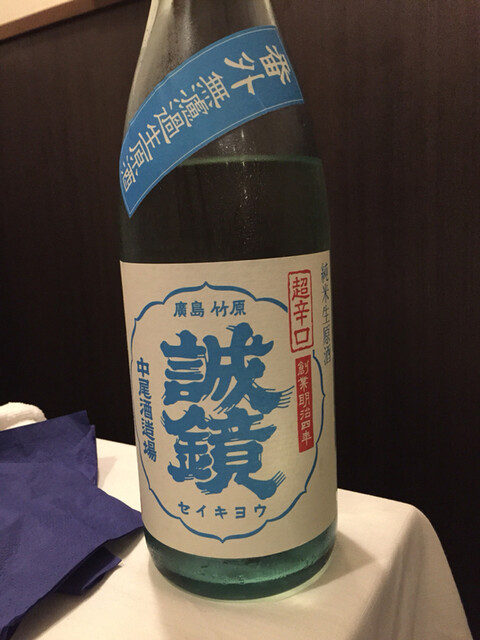 番外 無濾過生原酒
純米生原酒
超辛口
創業明治四年
廣島 竹原
誠鏡
中尾酒造場
セイキヨウ